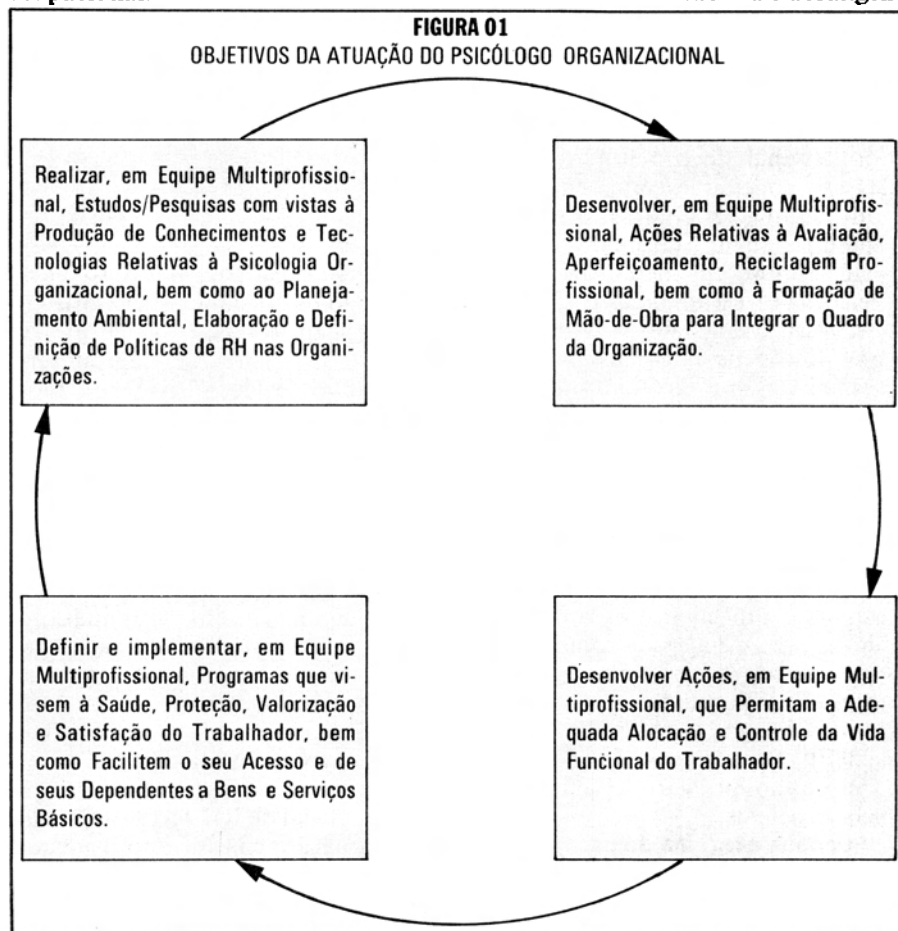 FIGURA 01
OBJETIVOS DA ATUAÇÃO DO PSICÓLOGO ORGANIZACIONAL
Realizar, em Equipe Multiprofissio-
nal, Estudos/Pesquisas com vistas à
Produção de Conhecimentos e Tec-
nologias Relativas à Psicologia Or-
ganizacional, bem como ao Planeja-
mento Ambiental, Elaboração e Defi-
nição de Políticas de RH nas Organi-
zações.
Desenvolver, em Equipe Multiprofis-
sional, Ações Relativas à Avaliação,
Aperfeiçoamento, Reciclagem Pro-
fissional, bem como à Formação de
Mão-de-Obra para Integrar o Quadro
da Organização.
Definir e implementar, em Equipe
Multiprofissional, Programas que vi-
sem à Saúde, Proteção, Valorização
e Satisfação do Trabalhador, bem
como Facilitem o seu Acesso e de
seus Dependentes a Bens e Serviços
Básicos.
Desenvolver Ações, em Equipe Mul-
tiprofissional, que Permitam a Ade-
quada Alocação e Controle da Vida
Funcional do Trabalhador.